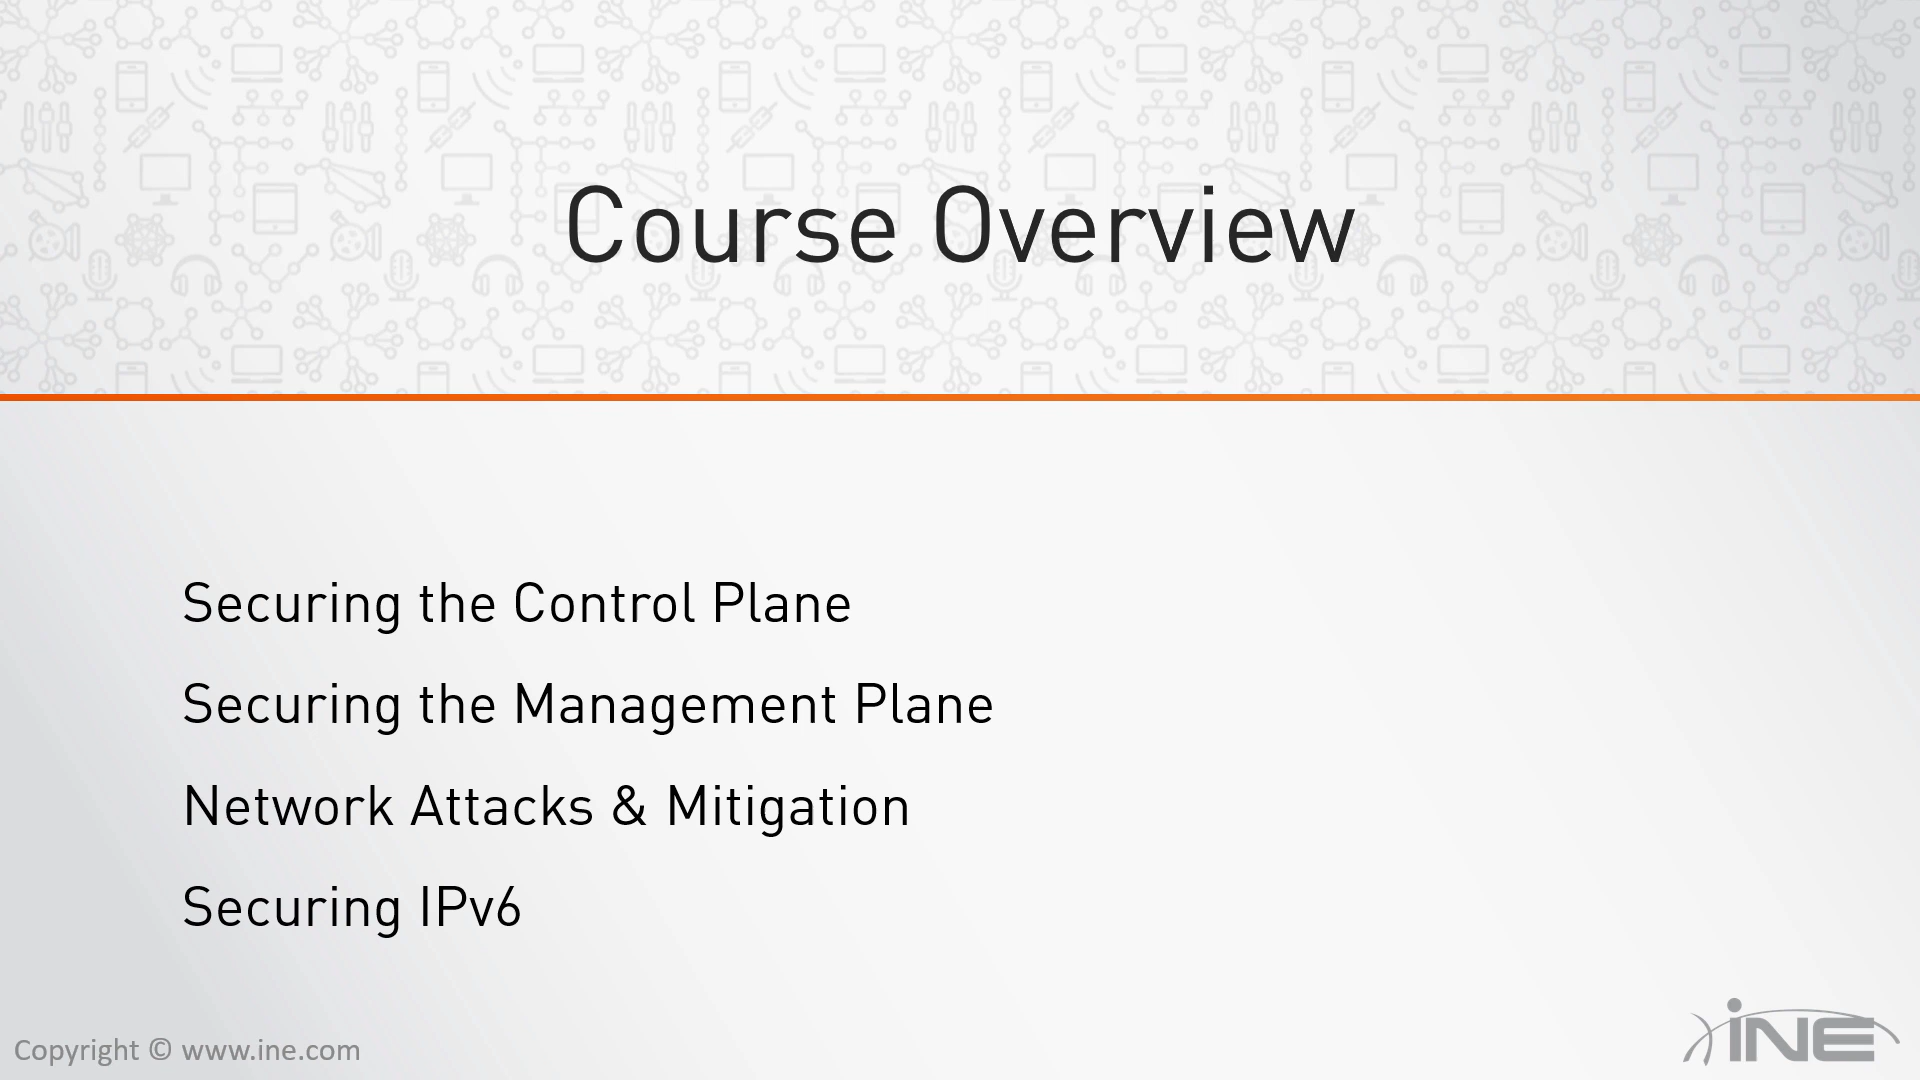 Course Overview
Securing the Control Plane
Securing the Management Plane
Network Attacks & Mitigation
Securing IPv6
Copyright © www.ine.com
iNE